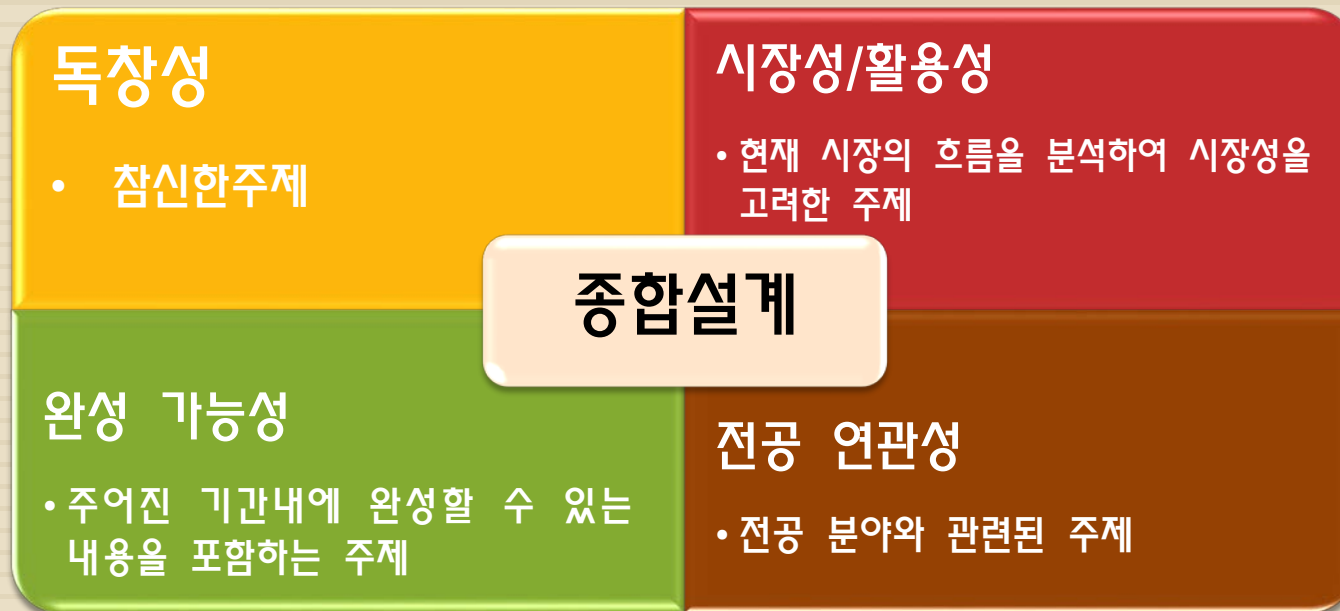 독창성
• 참신한주제
시장성/활용성
• 현재 시장의 흐름을 분석하여 시장성을
고려한 주제
종합설계
완성 가능성
• 주어진 기간내에 완성할 수 있는
내용을 포함하는 주제
전공 연관성
• 전공 분야와 관련된 주제